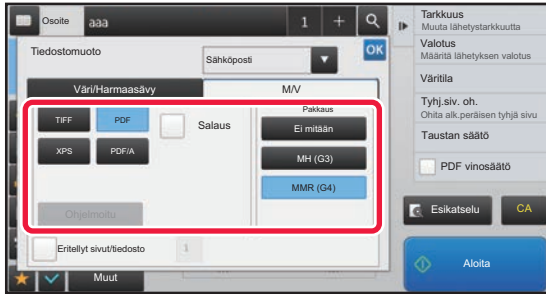 Osoite aaa 1 +
Tiedostomuoto
Sähköposti
OK
Väri/Harmaasävy M/V
TIFF PDF Salaus
XPS PDF/A
Ohjelmoitu
Pakkaus
Ei mitään
MH (G3)
MMR (G4)
Eritellyt sivut/tiedosto 1
Muut
Tarkkuus
Muuta lähetystarkkuutta
Valotus
Määritä lähetyksen valotus
Väritila
Tyhj.siv. oh.
Ohita alk.peräisen tyhjä sivu
Taustan säätö
PDF vinosäätö
Esikatselu CA
Aloita